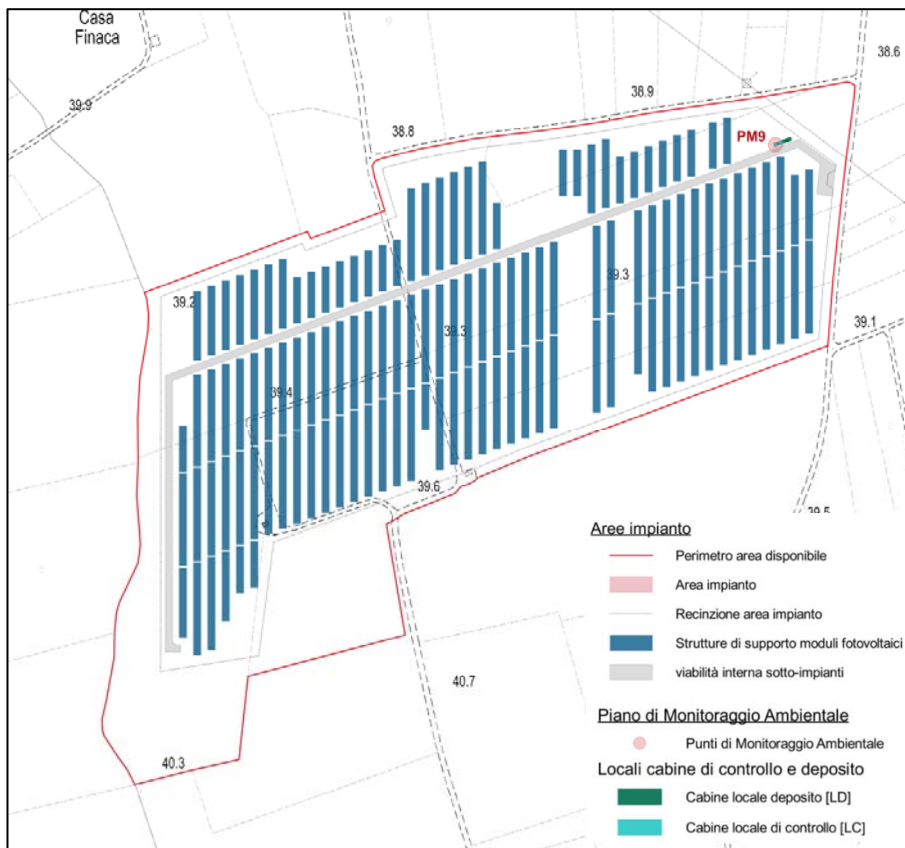 Casa
Finaca
38.6
39.9
38.9
38.8
PM9
39.2
39.3
39.3
39.1
39.4
39.6
39.5
40.7
40.3
Aree impianto
Perimetro area disponibile
Area impianto
Recinzione area impianto
Strutture di supporto moduli fotovoltaici
viabilità interna sotto-impianti
Piano di Monitoraggio Ambientale
Punti di Monitoraggio Ambientale
Locali cabine di controllo e deposito
Cabine locale deposito [LD]
Cabine locale di controllo [LC]